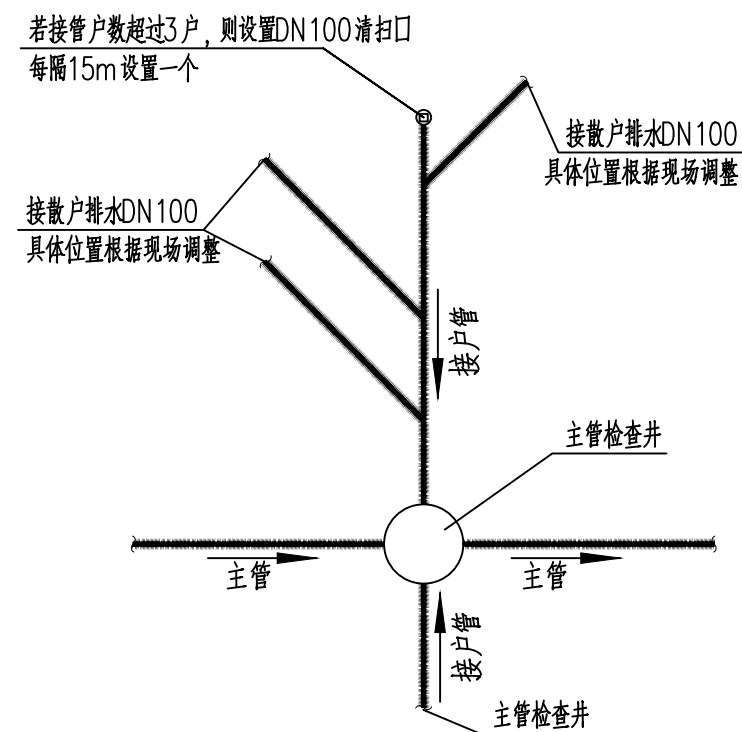 若接管户数超过3户，则设置DN100清扫口
每隔15m设置一个
接散户排水DN100
具体位置根据现场调整
接散户排水DN100
具体位置根据现场调整
接户管
主管检查井
主管
主管
接户管
主管检查井